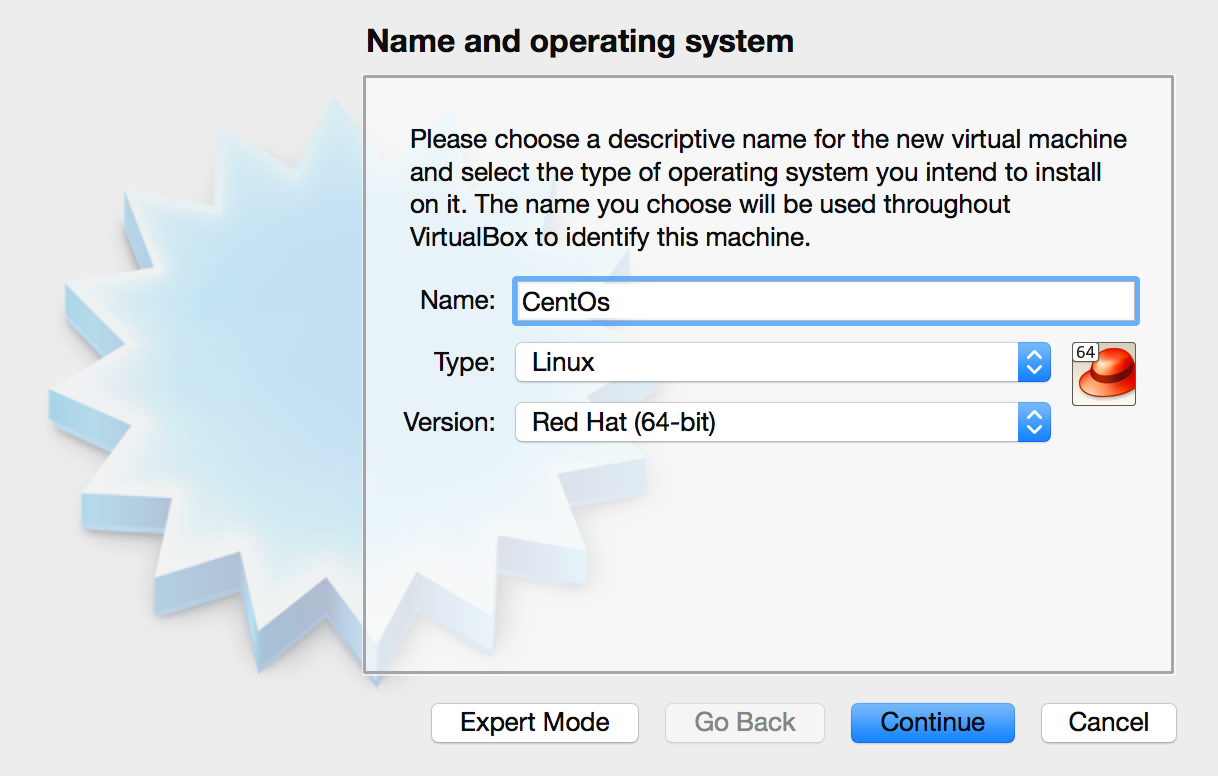 Name and operating system
Please choose a descriptive name for the new virtual machine
and select the type of operating system you intend to install
on it. The name you choose will be used throughout
VirtualBox to identify this machine.
Name: CentOs
Type: Linux
64
Version: Red Hat (64-bit)
Expert Mode Go Back Continue Cancel